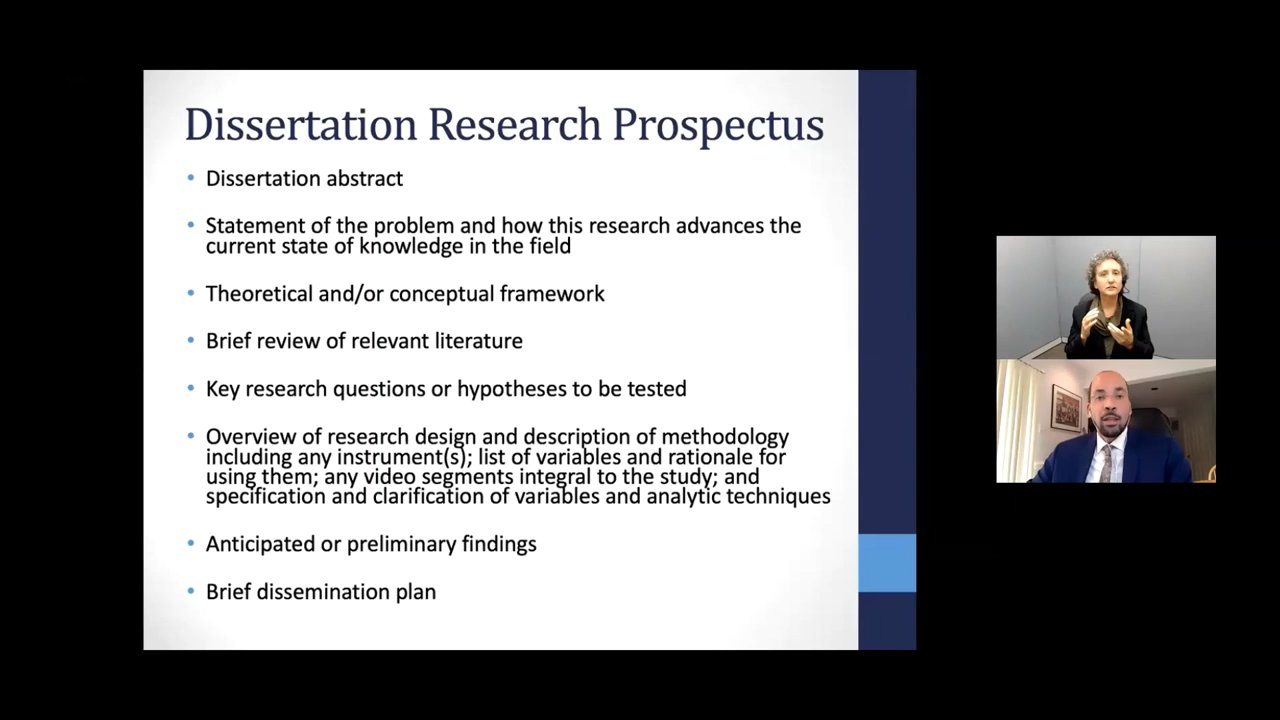 Dissertation Research Prospectus
• Dissertation abstract
• Statement of the problem and how this research advances the
current state of knowledge in the field
• Theoretical and/or conceptual framework
• Brief review of relevant literature
• Key research questions or hypotheses to be tested
• Overview of research design and description of methodology
including any instrument(s); list of variables and rationale for
using them; any video segments integral to the study; and
specification and clarification of variables and analytic techniques
• Anticipated or preliminary findings
• Brief dissemination plan